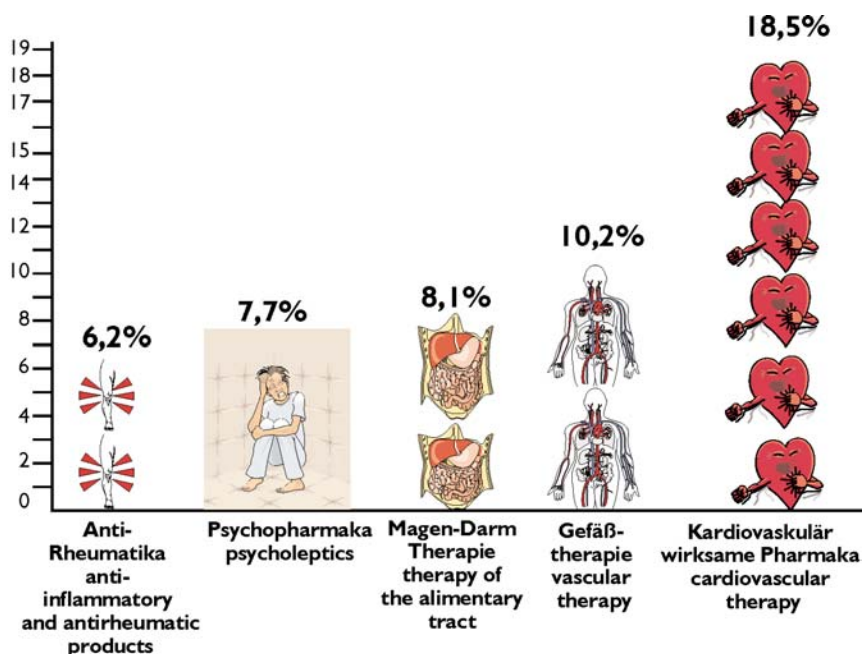 18,5%
19
18
17
15
14
12
10
8
6
4
2
0
6,2%
7,7%
8,1%
10,2%
Anti-
Rheumatika
anti-
inflammatory
and antirheumatic
products
Psychopharmaka
psycholeptics
Magen-Darm
Therapie
therapy of
the alimentary
tract
Gefäß-
therapie
vascular
therapy
Kardiovaskulär
wirksame Pharmaka
cardiovascular
therapy